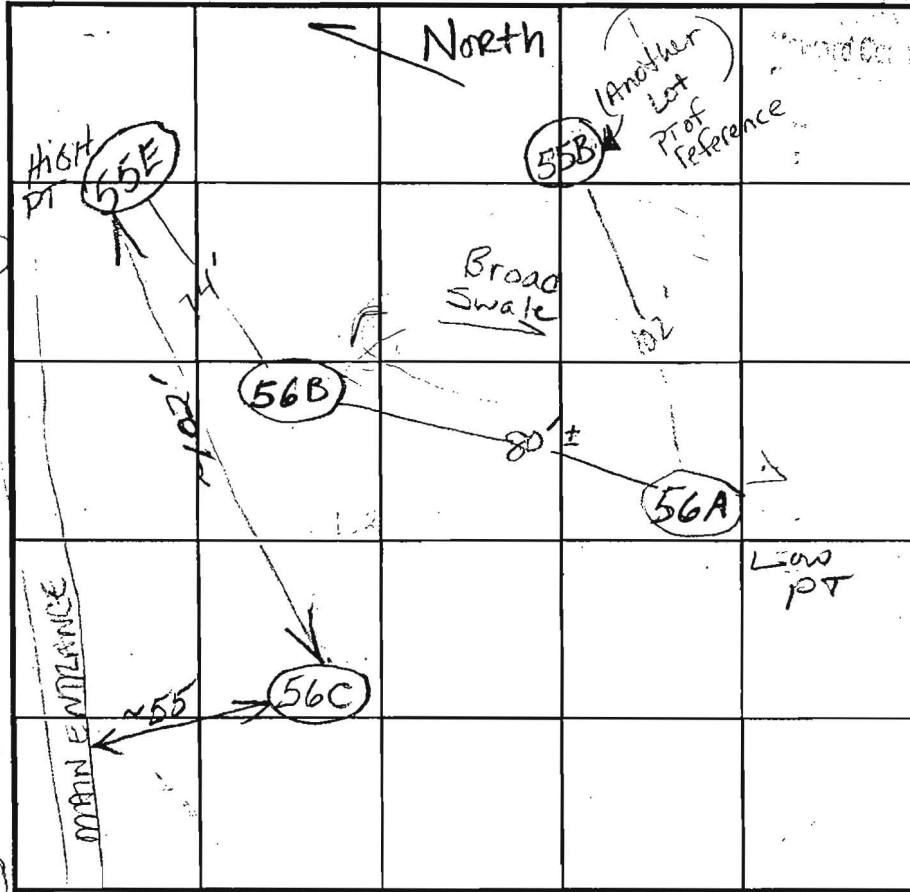 North
(Another
Lot
PT of
reference
55B
HIGH
PT
55E
Broad
Swale
102'
56B
80' ±
56A
~102'
Low
PT
56C
~55'
MAIN ENTRANCE